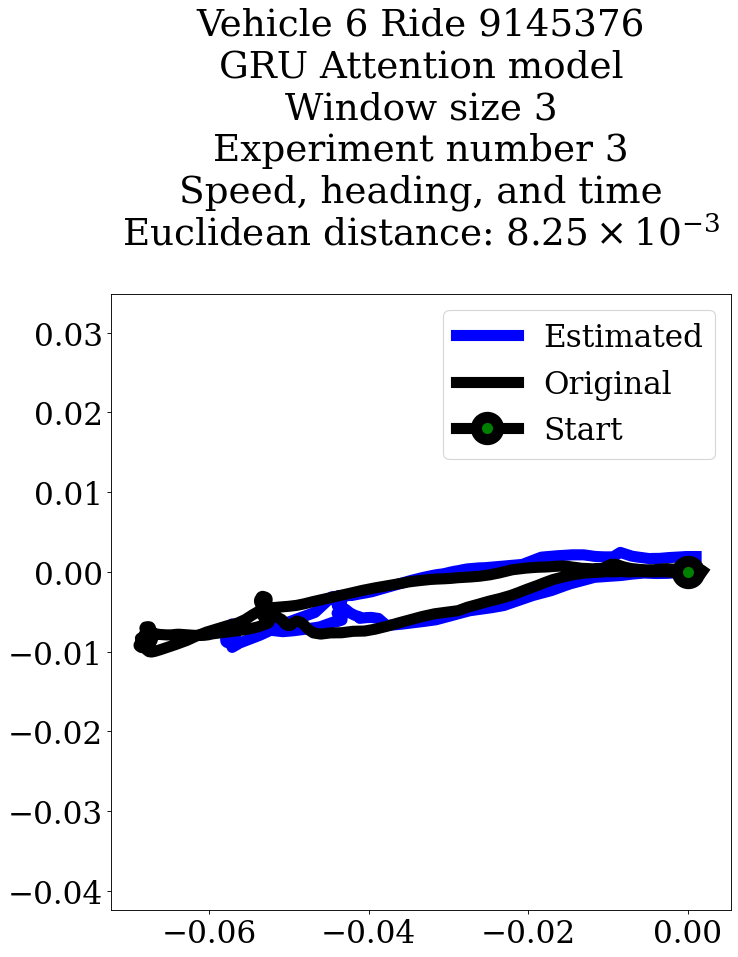 Vehicle 6 Ride 9145376
GRU Attention model
Window size 3
Experiment number 3
Speed, heading, and time
Euclidean distance: 8.25 × 10⁻³
Estimated
Original
Start
0.03
0.02
0.01
0.00
−0.01
−0.02
−0.03
−0.04
−0.06 −0.04 −0.02 0.00